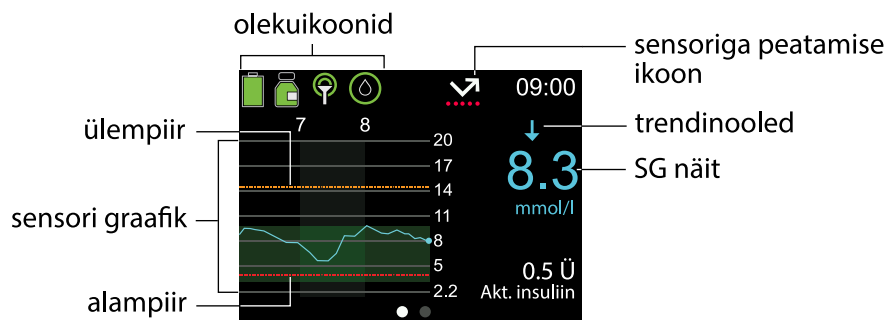 olekuikoonid
sensoriga peatamise
ikoon
09:00
7 8
ülempiir
trendinooled
20
17
14
11
8
5
2.2
8.3
SG näit
mmol/l
sensori graafik
0.5 Ü
Akt. insuliin
alampiir